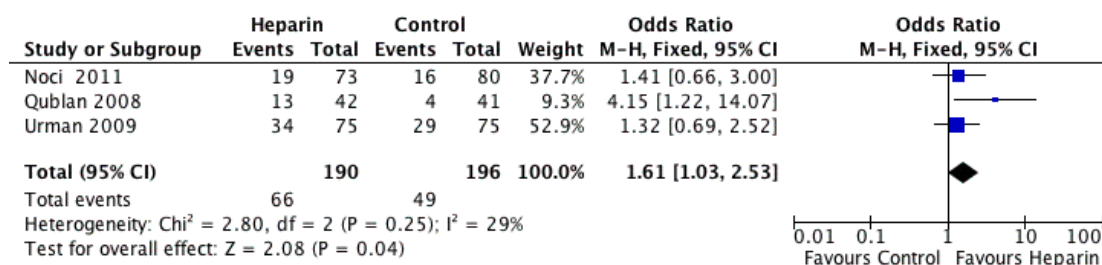 Heparin Control Odds Ratio Odds Ratio
Study or Subgroup Events Total Events Total Weight M-H, Fixed, 95% CI M-H, Fixed, 95% CI
Noci 2011 19 73 16 80 37.7% 1.41 [0.66, 3.00]
Qublan 2008 13 42 4 41 9.3% 4.15 [1.22, 14.07]
Urman 2009 34 75 29 75 52.9% 1.32 [0.69, 2.52]
Total (95% CI) 190 196 100.0% 1.61 [1.03, 2.53]
Total events 66 49
Heterogeneity: Chi² = 2.80, df = 2 (P = 0.25); I² = 29%
Test for overall effect: Z = 2.08 (P = 0.04)
0.01 0.1 1 10 100
Favours Control Favours Heparin